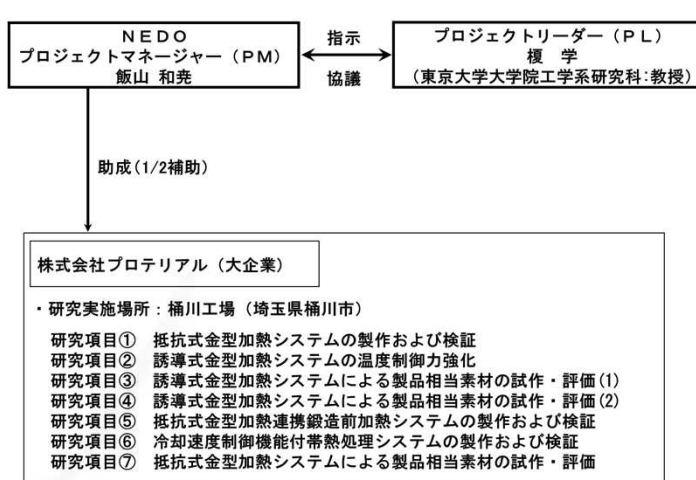 ＮＥＤＯ
プロジェクトマネージャー（ＰＭ）
飯山 和尭
指示
協議
プロジェクトリーダー（ＰＬ）
榎 学
(東京大学大学院工学系研究科:教授)
助成(1/2補助)
株式会社プロテリアル（大企業）
・研究実施場所：桶川工場（埼玉県桶川市）
研究項目① 抵抗式金型加熱システムの製作および検証
研究項目② 誘導式金型加熱システムの温度制御力強化
研究項目③ 誘導式金型加熱システムによる製品相当素材の試作・評価(1)
研究項目④ 誘導式金型加熱システムによる製品相当素材の試作・評価(2)
研究項目⑤ 抵抗式金型加熱連携鍛造前加熱システムの製作および検証
研究項目⑥ 冷却速度制御機能付帯熱処理システムの製作および検証
研究項目⑦ 抵抗式金型加熱システムによる製品相当素材の試作・評価